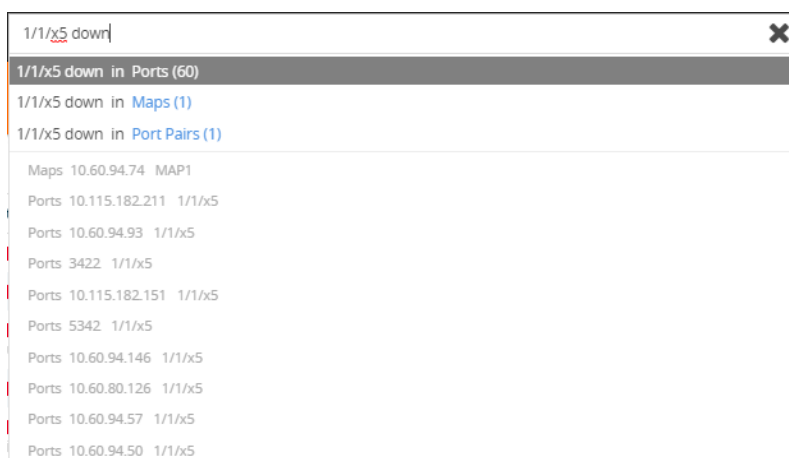 1/1/x5 down
1/1/x5 down in Ports (60)
1/1/x5 down in Maps (1)
1/1/x5 down in Port Pairs (1)
Maps 10.60.94.74 MAP1
Ports 10.115.182.211 1/1/x5
Ports 10.60.94.93 1/1/x5
Ports 3422 1/1/x5
Ports 10.115.182.151 1/1/x5
Ports 5342 1/1/x5
Ports 10.60.94.146 1/1/x5
Ports 10.60.80.126 1/1/x5
Ports 10.60.94.57 1/1/x5
Ports 10.60.94.50 1/1/x5